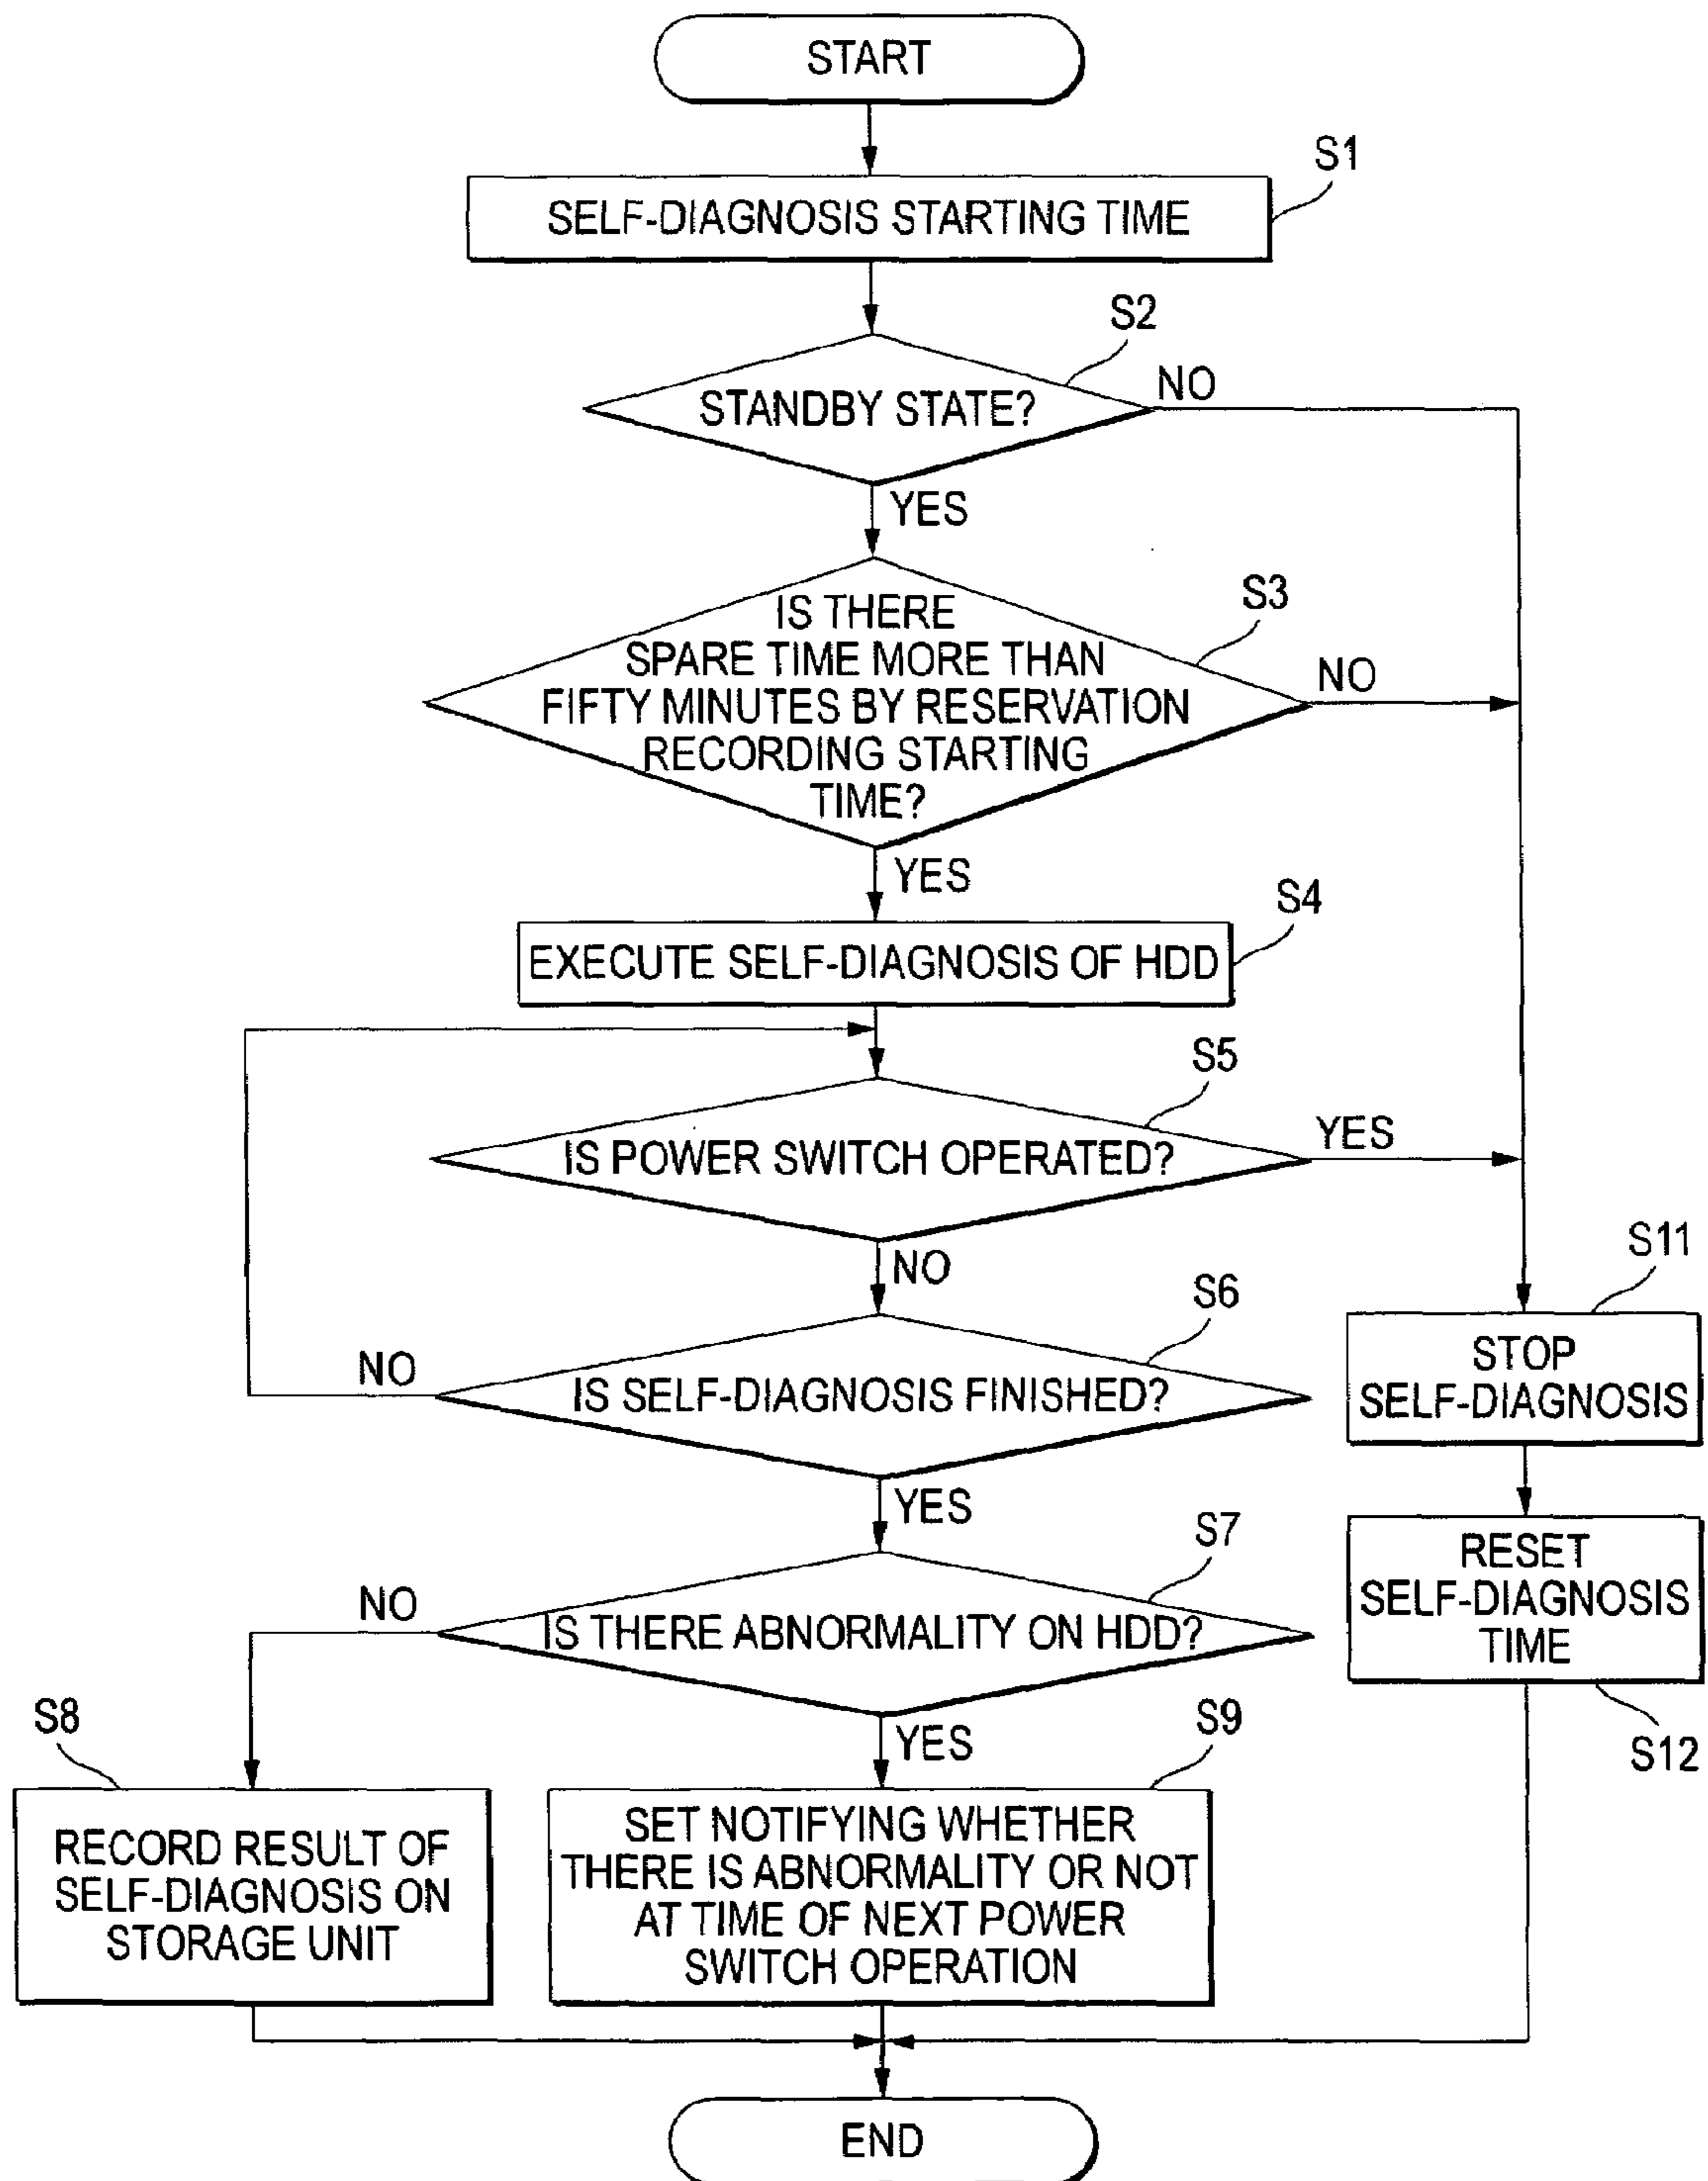 START
S1
SELF-DIAGNOSIS STARTING TIME
S2
STANDBY STATE?
NO
YES
S3
IS THERE
SPARE TIME MORE THAN
FIFTY MINUTES BY RESERVATION
RECORDING STARTING
TIME?
NO
YES
S4
EXECUTE SELF-DIAGNOSIS OF HDD
S5
IS POWER SWITCH OPERATED?
YES
NO
S6
IS SELF-DIAGNOSIS FINISHED?
NO
YES
S11
STOP
SELF-DIAGNOSIS
S7
IS THERE ABNORMALITY ON HDD?
NO
YES
RESET
SELF-DIAGNOSIS
TIME
S12
S8
RECORD RESULT OF
SELF-DIAGNOSIS ON
STORAGE UNIT
S9
SET NOTIFYING WHETHER
THERE IS ABNORMALITY OR NOT
AT TIME OF NEXT POWER
SWITCH OPERATION
END